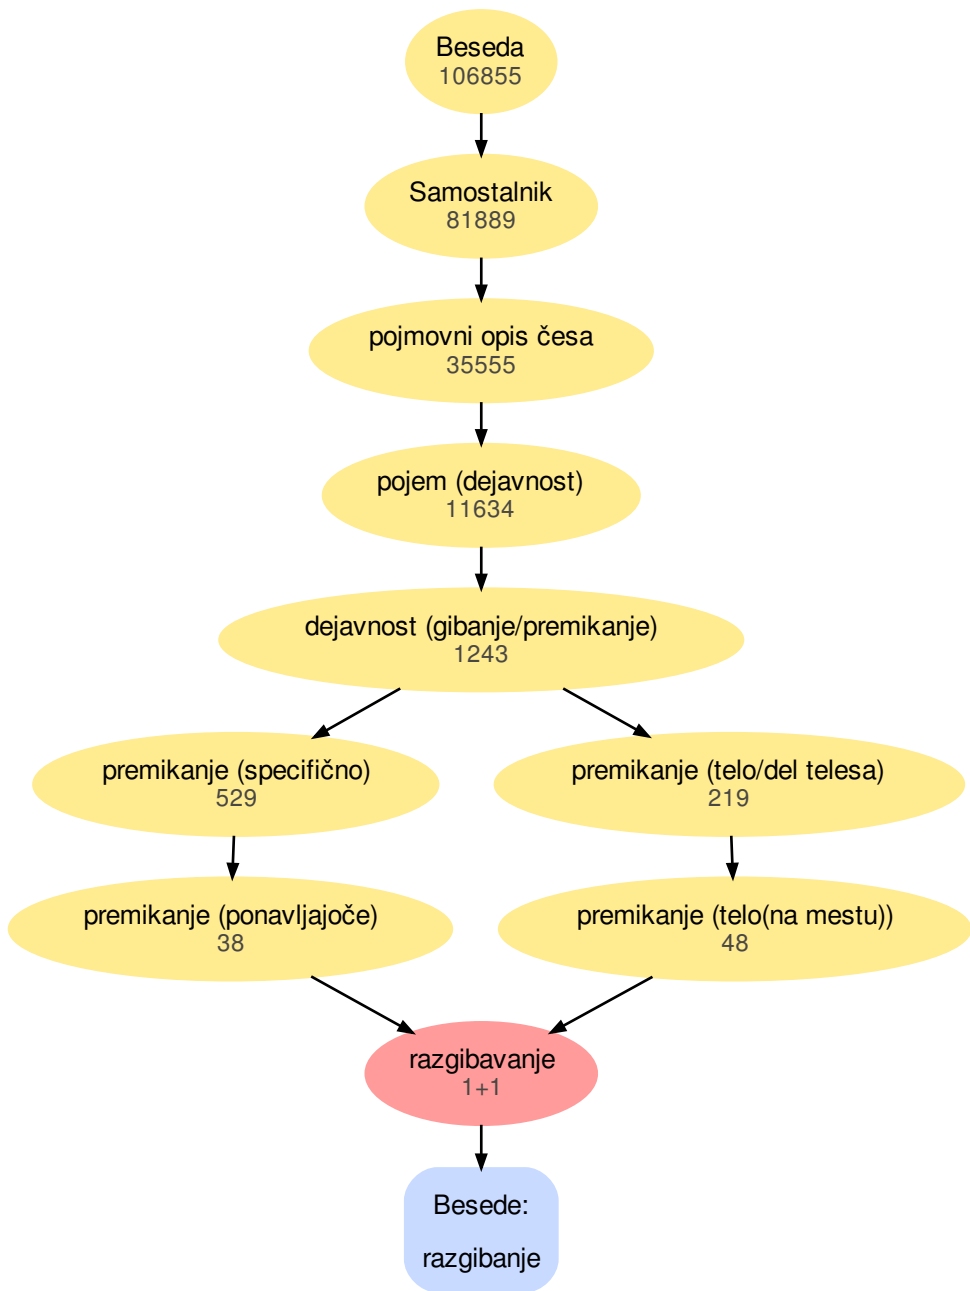 Beseda
106855
Samostalnik
81889
pojmovni opis česa
35555
pojem (dejavnost)
11634
dejavnost (gibanje/premikanje)
1243
premikanje (specifično)
529
premikanje (telo/del telesa)
219
premikanje (ponavljajoče)
38
premikanje (telo(na mestu))
48
razgibavanje
1+1
Besede:
razgibanje